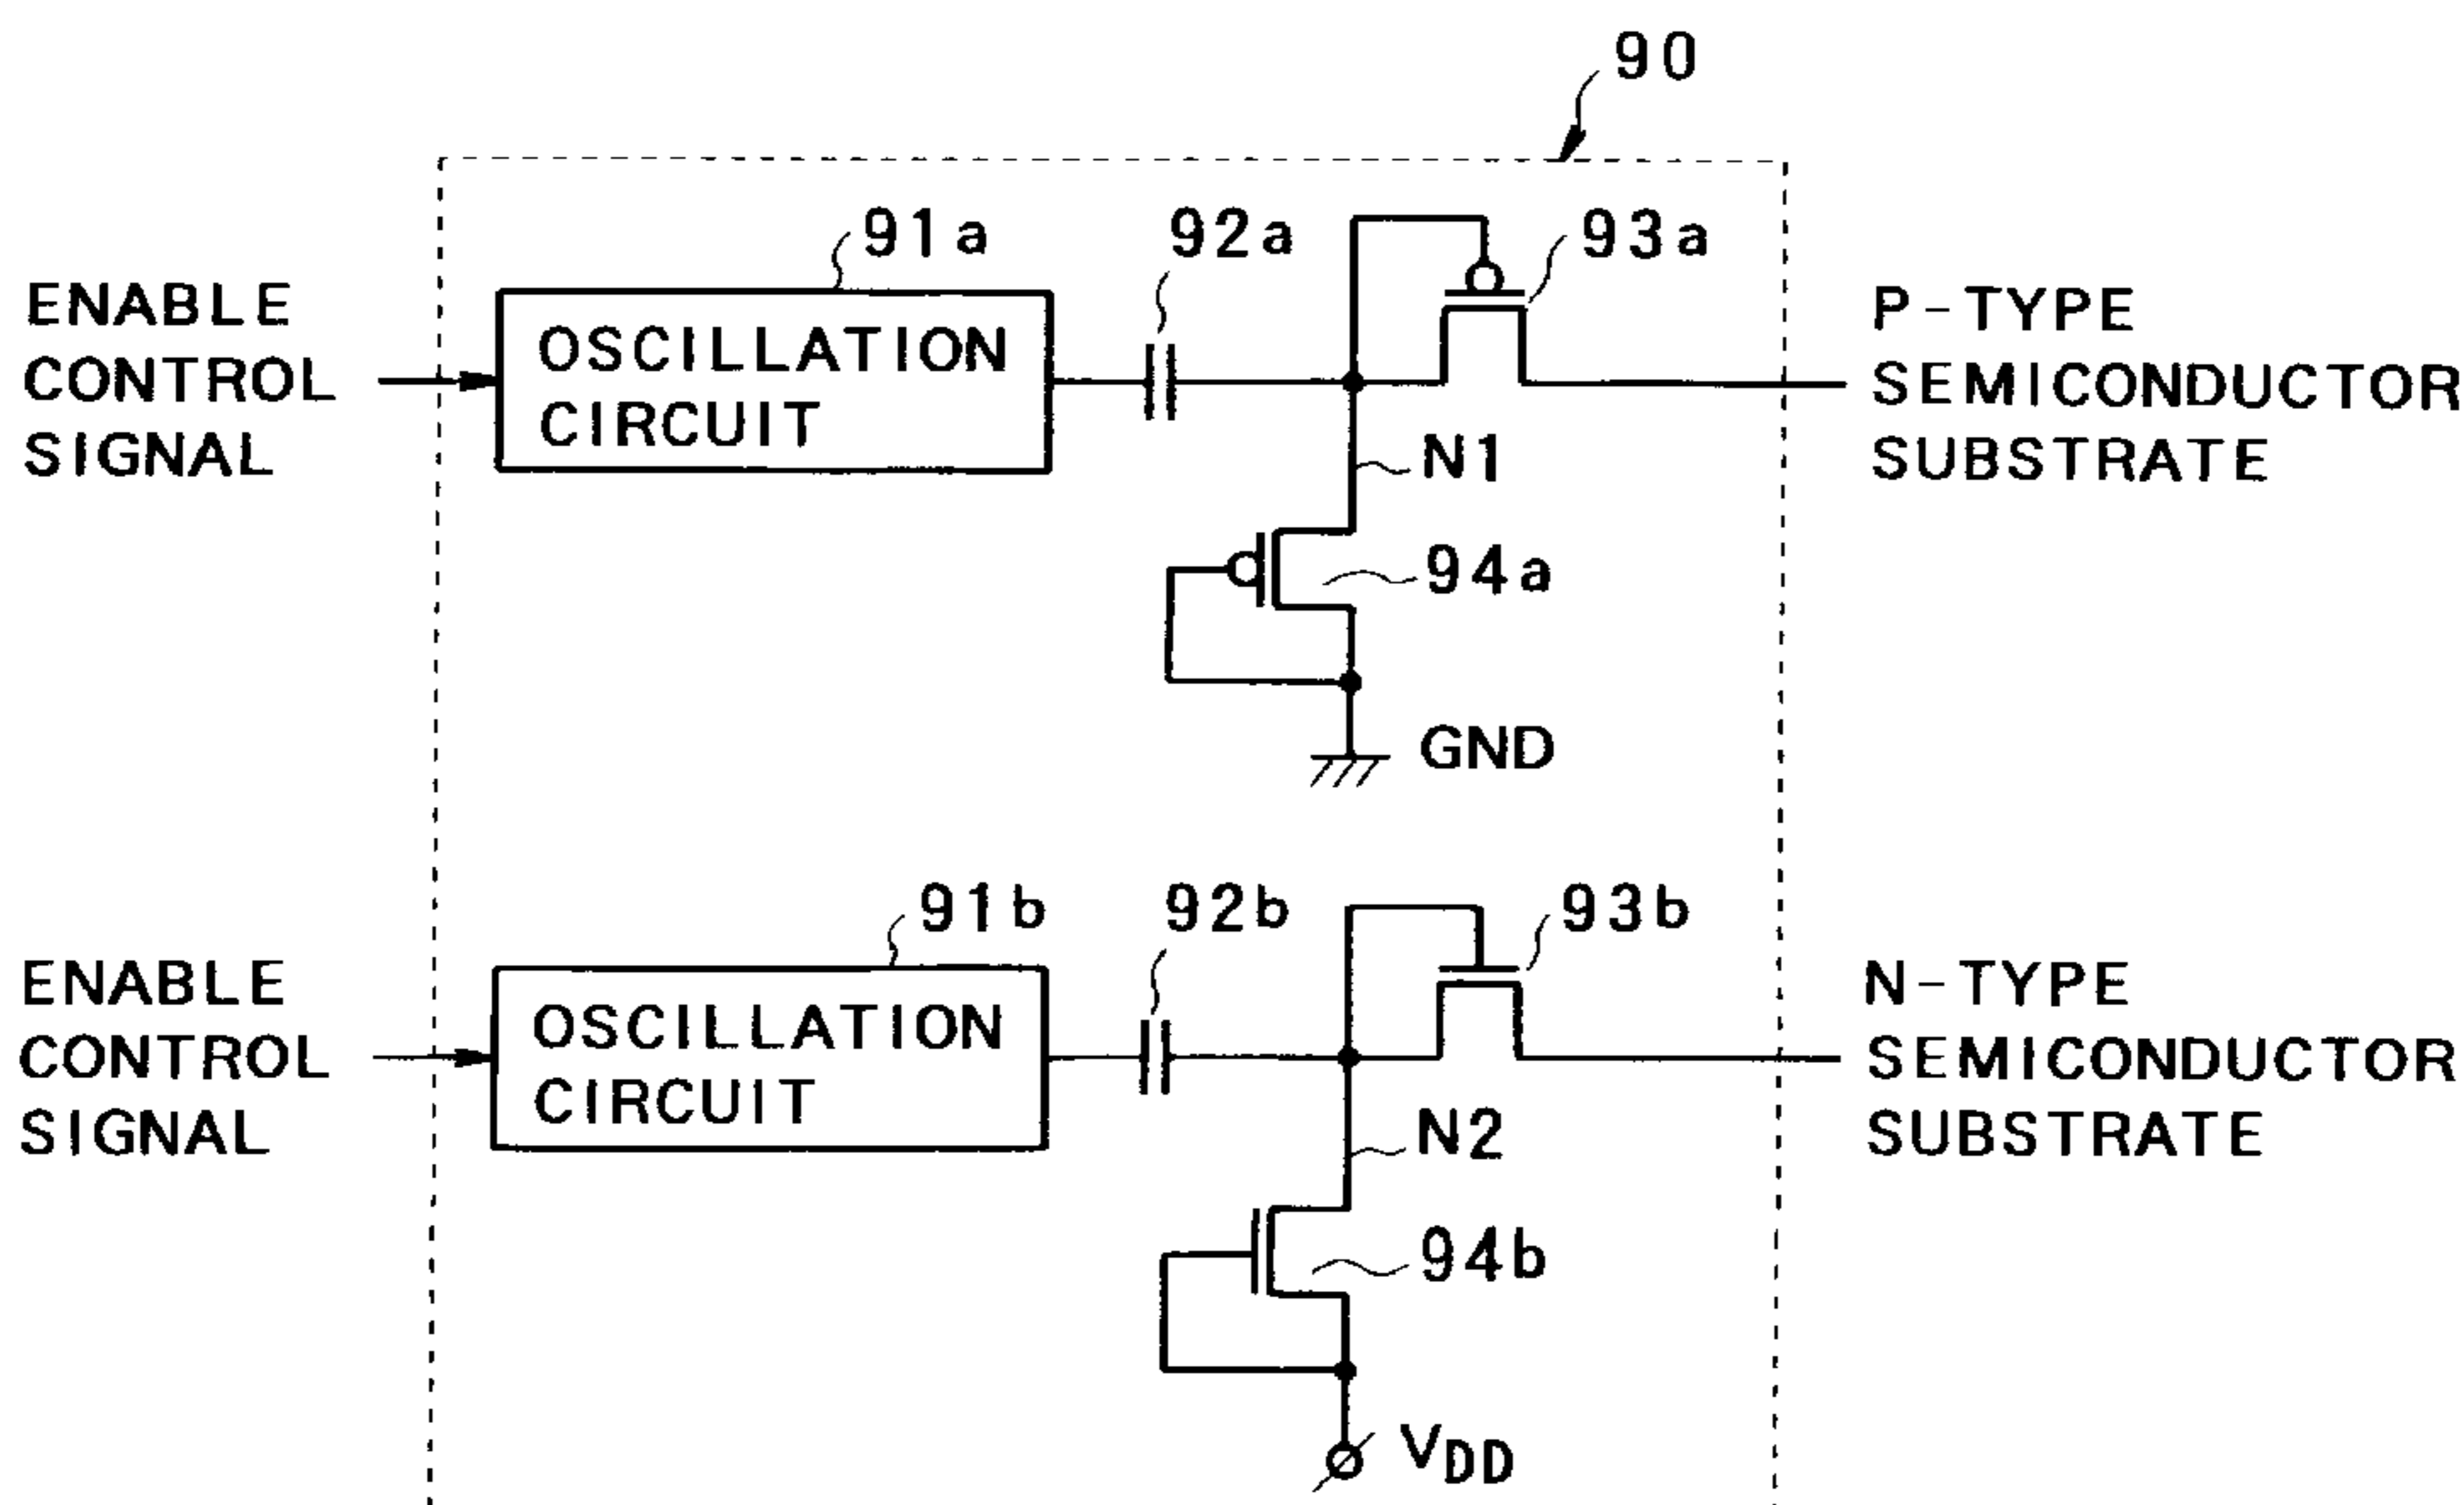 90
91a
92a
93a
ENABLE
CONTROL
SIGNAL
OSCILLATION
CIRCUIT
P-TYPE
SEMICONDUCTOR
SUBSTRATE
N1
94a
GND
91b
92b
93b
ENABLE
CONTROL
SIGNAL
OSCILLATION
CIRCUIT
N-TYPE
SEMICONDUCTOR
SUBSTRATE
N2
94b
VDD